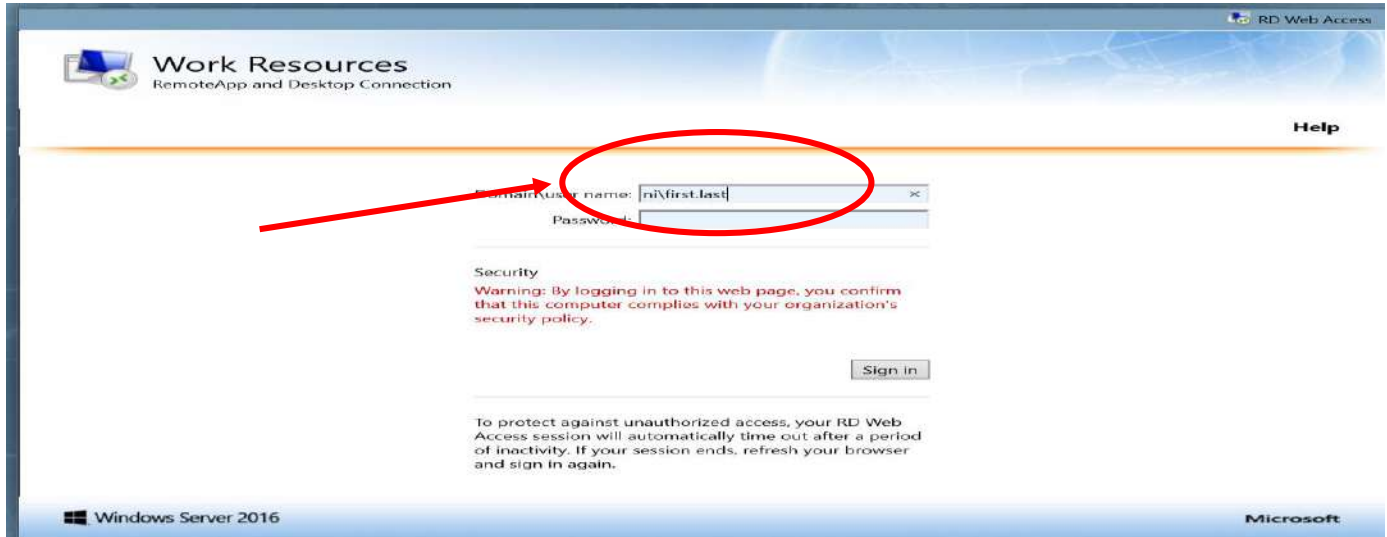 RD Web Access
Work Resources
RemoteApp and Desktop Connection
Help
Domain\user name: ni\first.last
Password:
Security
Warning: By logging in to this web page, you confirm
that this computer complies with your organization's
security policy.
Sign in
To protect against unauthorized access, your RD Web
Access session will automatically time out after a period
of inactivity. If your session ends, refresh your browser
and sign in again.
Windows Server 2016
Microsoft